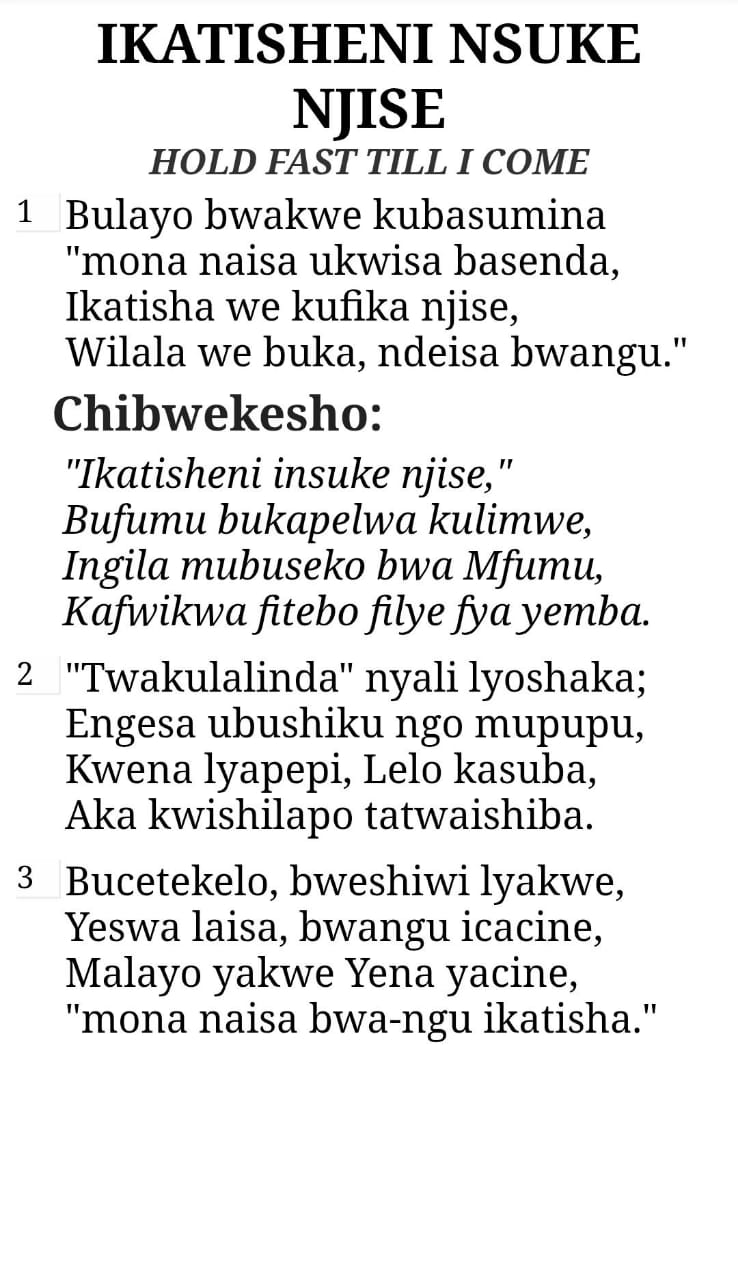 IKATISHENI NSUKE
NJISE
HOLD FAST TILL I COME
1 Bulayo bwakwe kubasumina
"mona naisa ukwisa basenda,
Ikatisha we kufika njise,
Wilala we buka, ndeisa bwangu."
Chibwekesho:
"Ikatisheni insuke njise,"
Bufumu bukapelwa kulimwe,
Ingila mubuseko bwa Mfumu,
Kafwikwa fitebo filye fya yemba.
2 "Twakulalinda" nyali lyoshaka;
Engesa ubushiku ngo mupupu,
Kwena lyapepi, Lelo kasuba,
Aka kwishilapo tatwaishiba.
3 Bucetekelo, bweshiwi lyakwe,
Yeswa laisa, bwangu icacine,
Malayo yakwe Yena yacine,
"mona naisa bwa-ngu ikatisha."